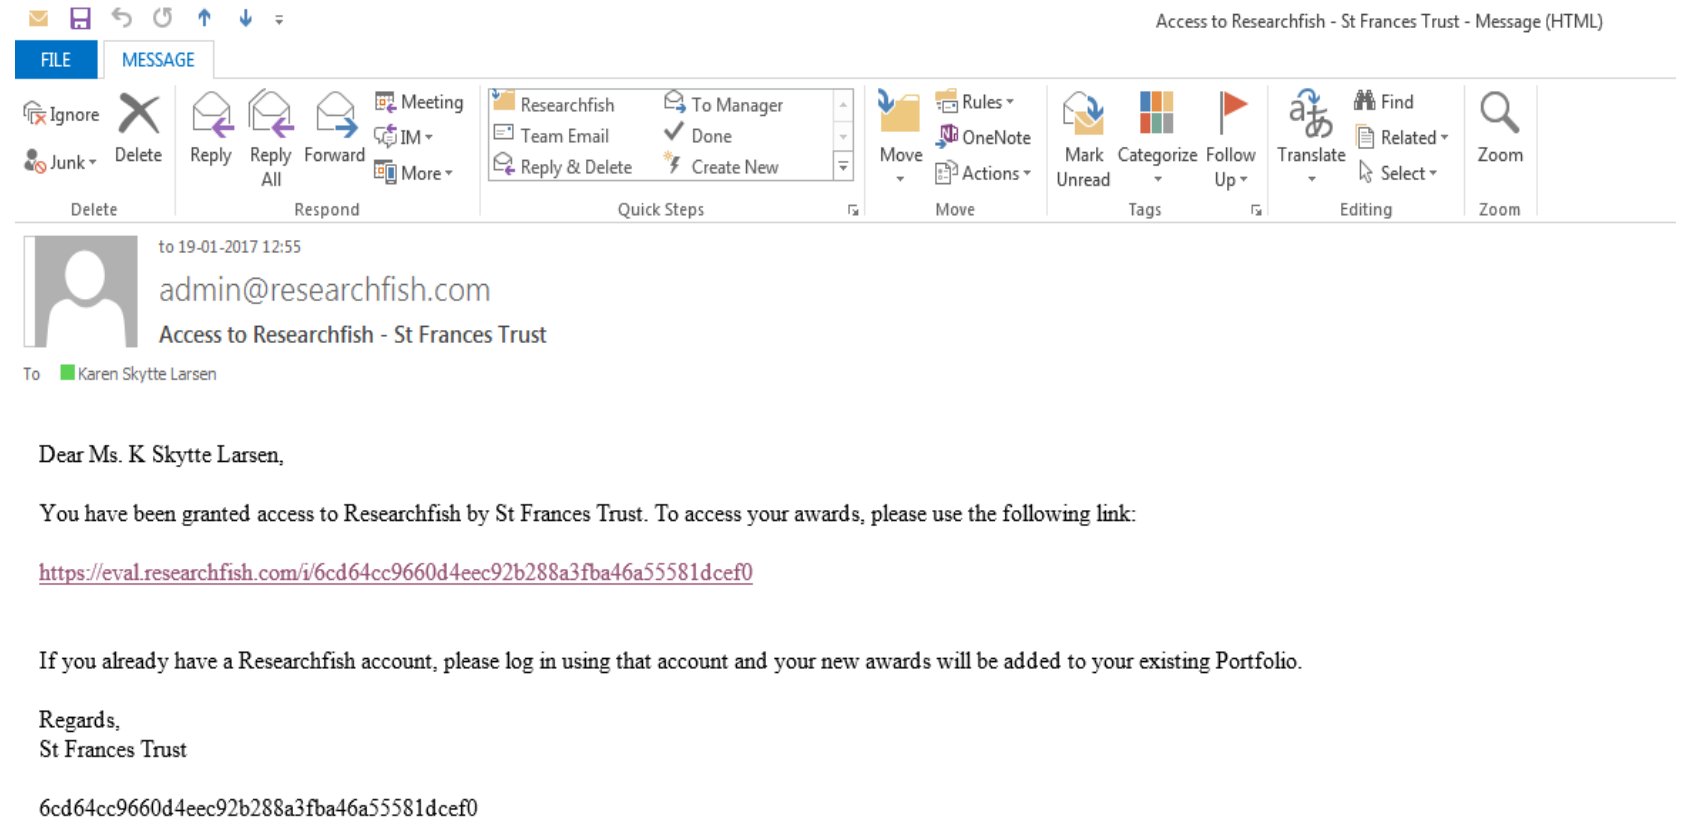 Access to Researchfish - St Frances Trust - Message (HTML)
FILE MESSAGE
Ignore
Junk
Delete
Delete
Reply
Reply All
Forward
Meeting
IM
More
Respond
Researchfish
Team Email
Reply & Delete
To Manager
Done
Create New
Quick Steps
Move
Rules
OneNote
Actions
Move
Mark Unread
Categorize
Follow Up
Tags
Translate
Find
Related
Select
Editing
Zoom
Zoom
to 19-01-2017 12:55
admin@researchfish.com
Access to Researchfish - St Frances Trust
To Karen Skytte Larsen
Dear Ms. K Skytte Larsen,
You have been granted access to Researchfish by St Frances Trust. To access your awards, please use the following link:
https://eval.researchfish.com/i/6cd64cc9660d4eec92b288a3fba46a55581dcef0
If you already have a Researchfish account, please log in using that account and your new awards will be added to your existing Portfolio.
Regards,
St Frances Trust
6cd64cc9660d4eec92b288a3fba46a55581dcef0